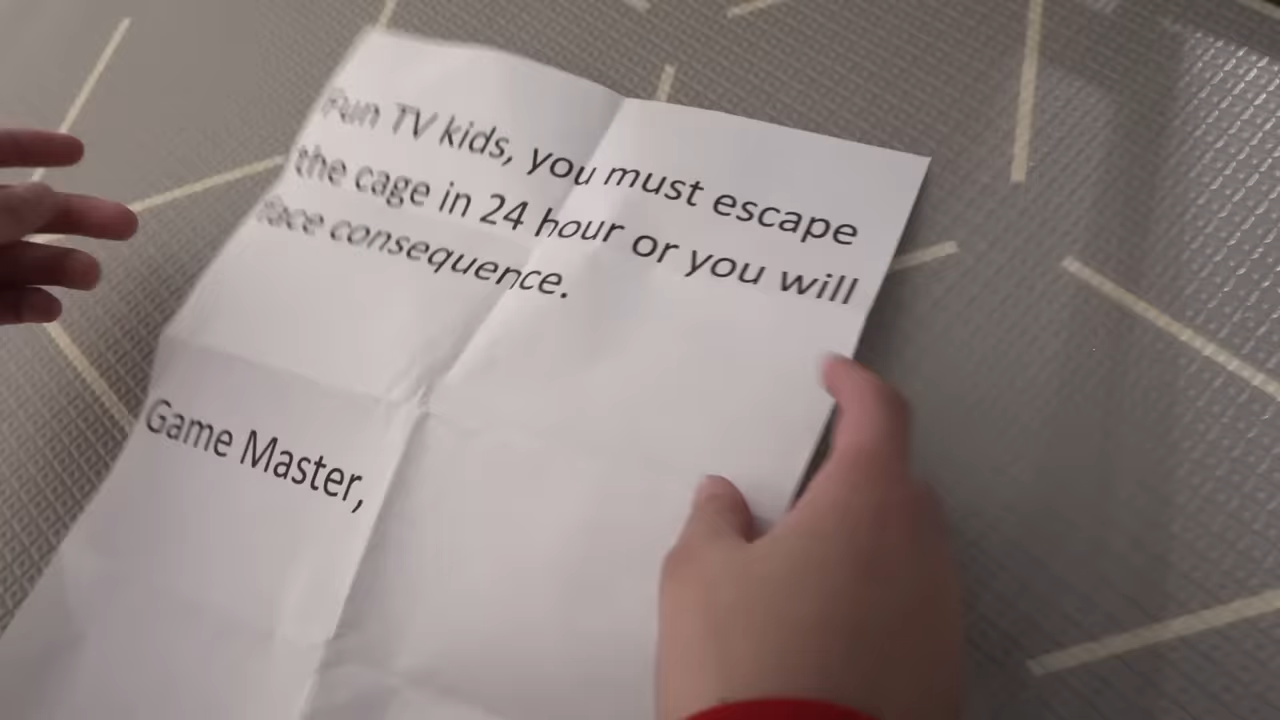 Fun TV kids, you must escape
the cage in 24 hour or you will
face consequence.
Game Master,